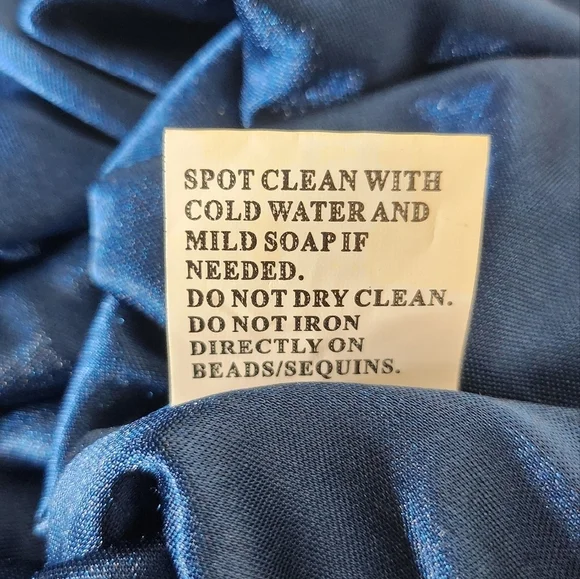 SPOT CLEAN WITH
COLD WATER AND
MILD SOAP IF
NEEDED.
DO NOT DRY CLEAN.
DO NOT IRON
DIRECTLY ON
BEADS/SEQUINS.